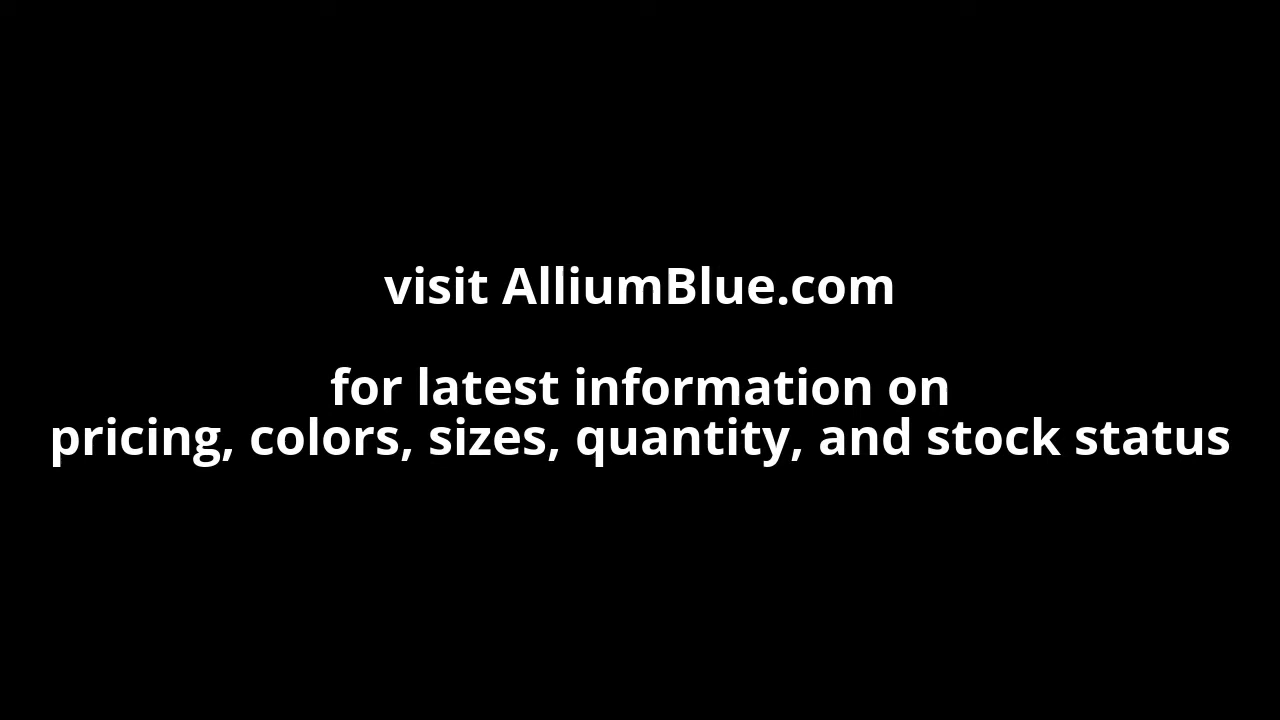 visit AlliumBlue.com
for latest information on
pricing, colors, sizes, quantity, and stock status